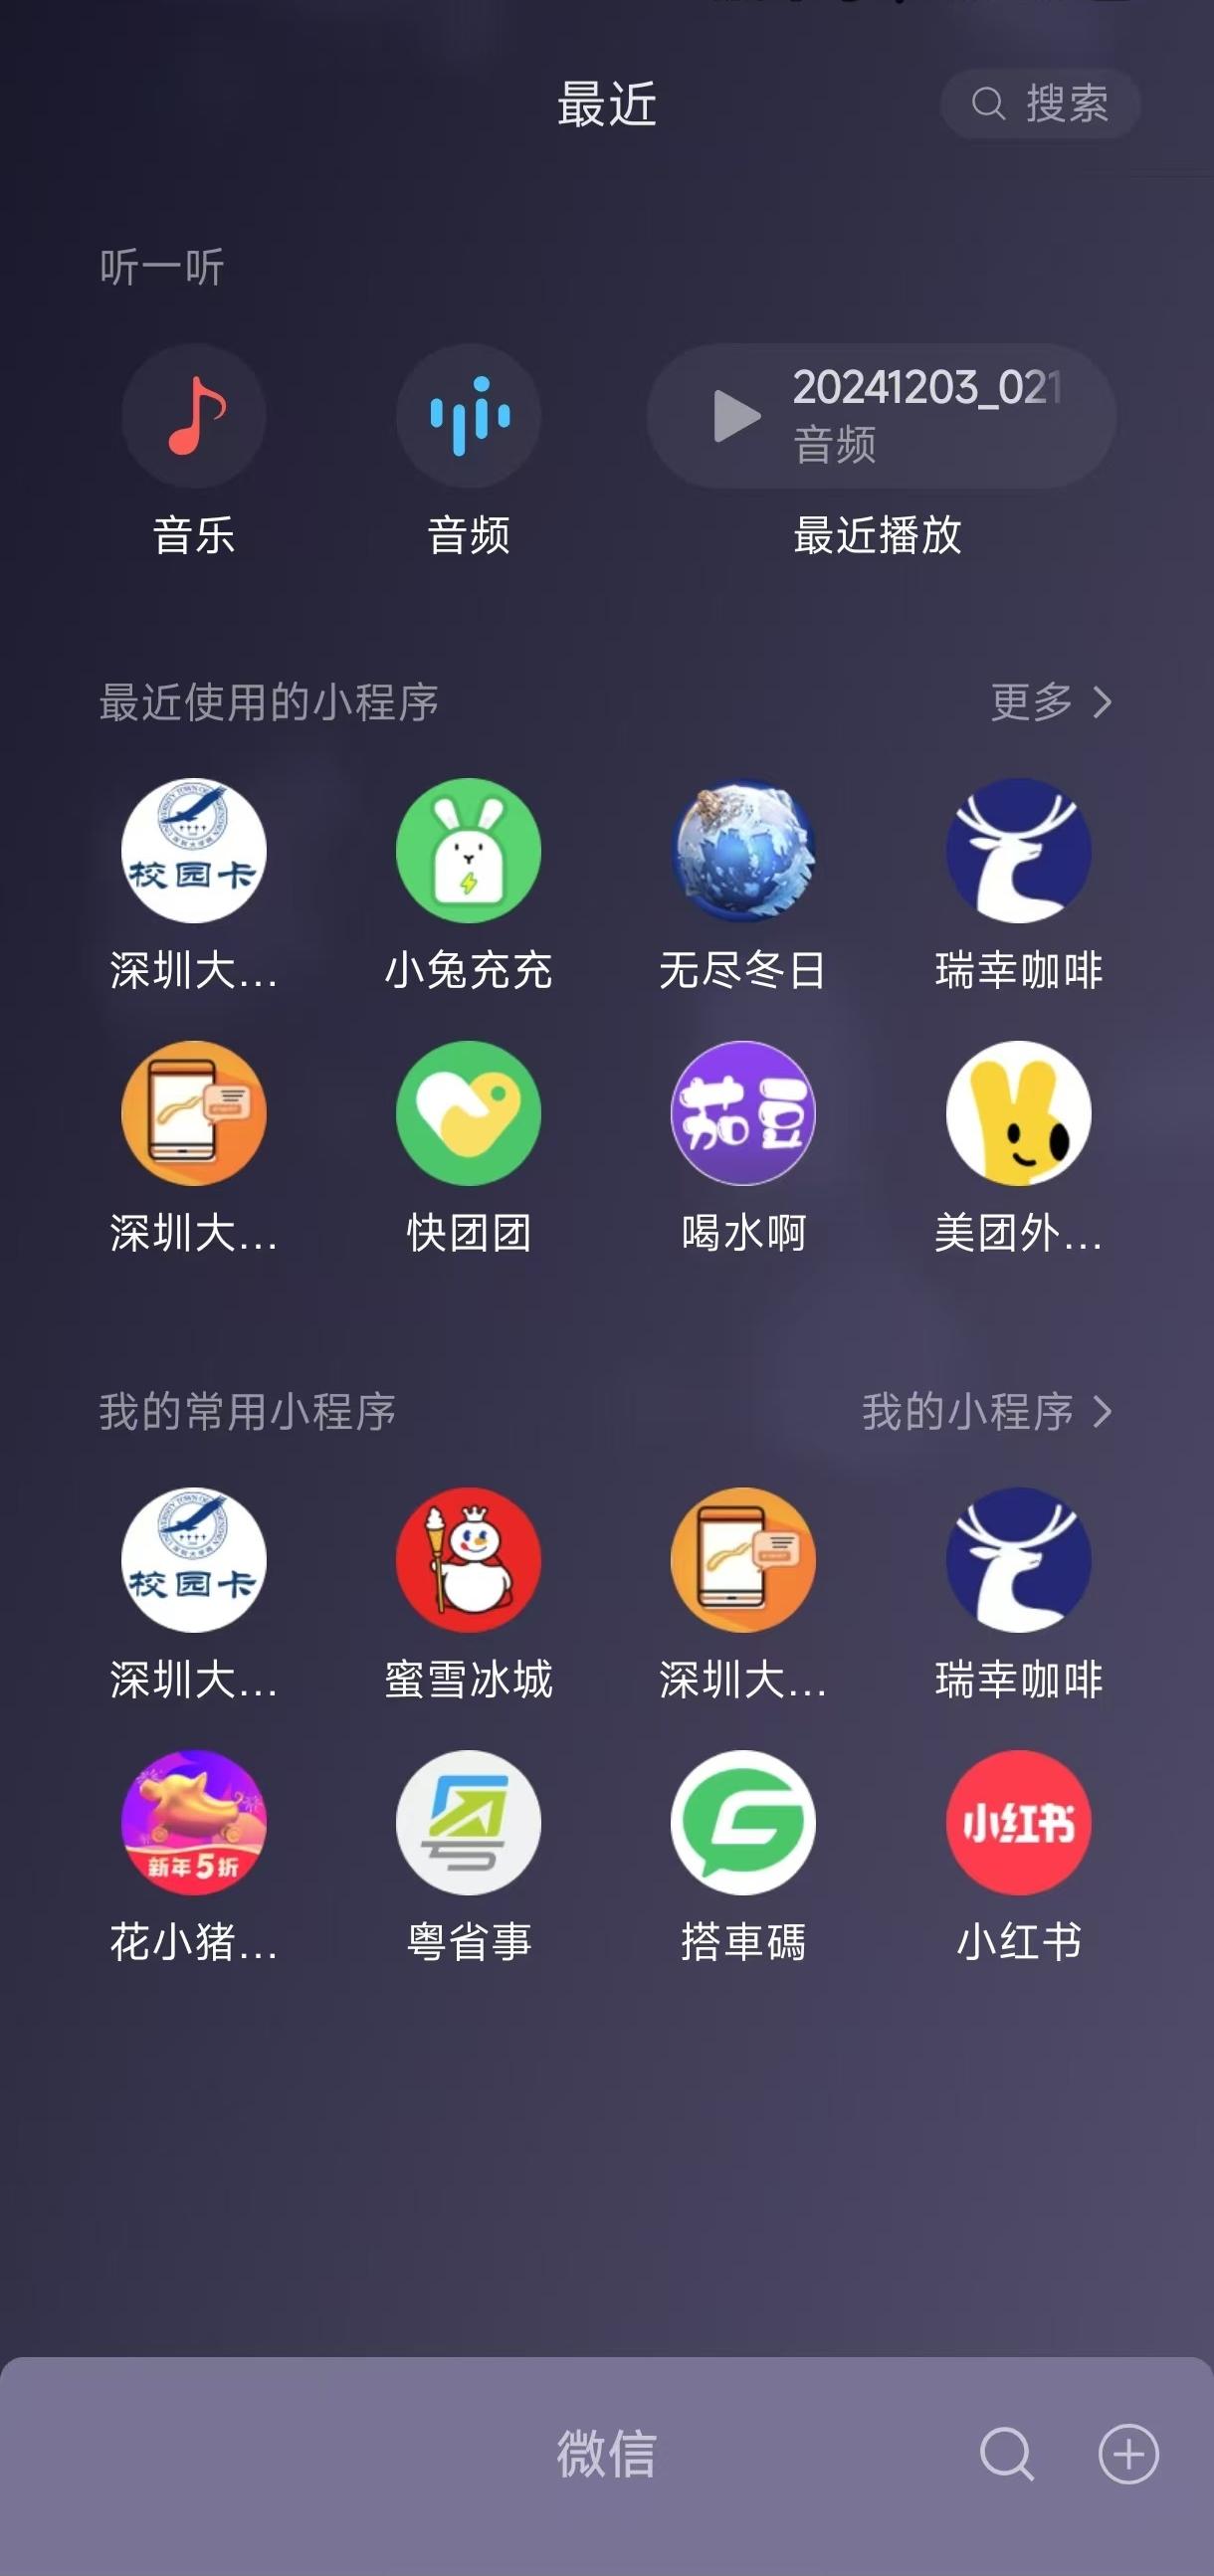 最近
搜索
听一听
20241203_021
音频
音乐
音频
最近播放
最近使用的小程序
更多
校园卡
深圳大...
小兔充充
无尽冬日
瑞幸咖啡
茄豆
深圳大...
快团团
喝水啊
美团外...
我的常用小程序
我的小程序
校园卡
深圳大...
蜜雪冰城
深圳大...
瑞幸咖啡
新年5折
小红书
花小猪...
粤省事
搭車碼
小红书
微信